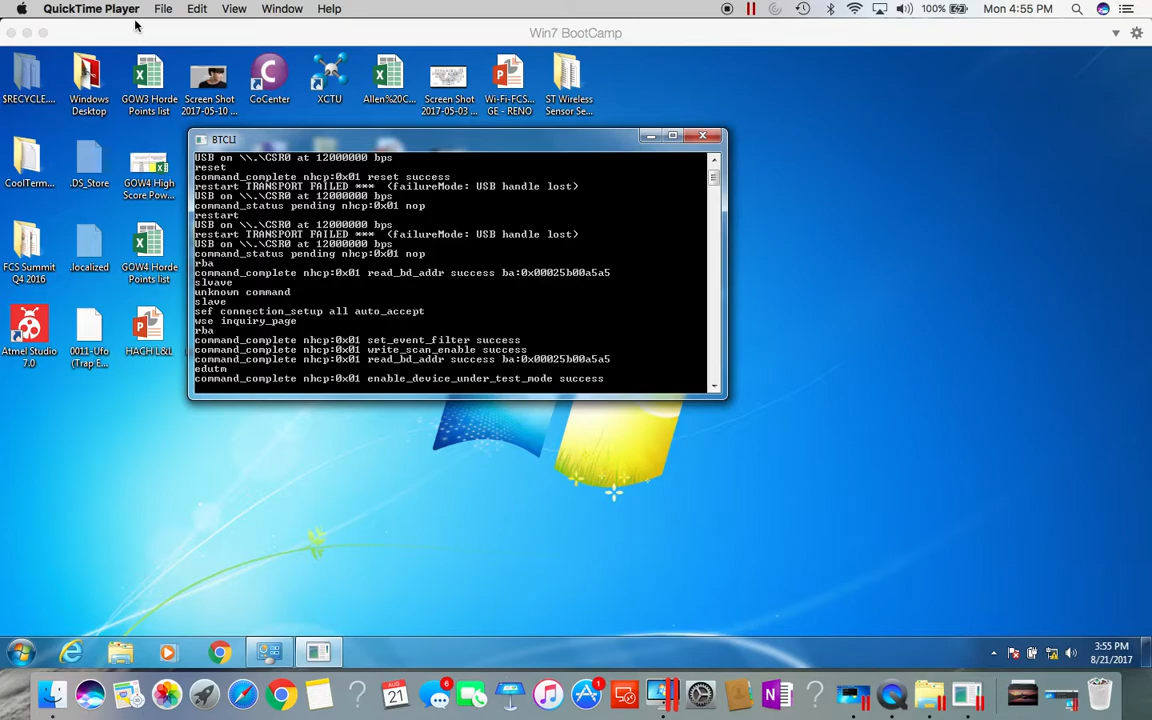 QuickTime Player File Edit View Window Help 100% Mon 4:55 PM
Win7 BootCamp
$RECYCLE....
Windows
Desktop
GOW3 Horde
Points list
Screen Shot
2017-05-10 ...
CoCenter
XCTU
Allen%20C...
Screen Shot
2017-05-03 ...
Wi-Fi-FCS...
GE - RENO
ST Wireless
Sensor Se...
CoolTerm...
.DS_Store
GOW4 High
Score Pow...
FCS Summit
Q4 2016
.localized
GOW4 Horde
Points list
Atmel Studio
7.0
0011-Ufo
(Trap E...
HACH L&L
BTCLI
USB on \\.\CSR0 at 12000000 bps
reset
command_complete nhcp:0x01 reset success
restart TRANSPORT FAILED *** (failureMode: USB handle lost)
USB on \\.\CSR0 at 12000000 bps
command_status pending nhcp:0x01 nop
restart
USB on \\.\CSR0 at 12000000 bps
restart TRANSPORT FAILED *** (failureMode: USB handle lost)
USB on \\.\CSR0 at 12000000 bps
command_status pending nhcp:0x01 nop
rba
command_complete nhcp:0x01 read_bd_addr success ba:0x00025b00a5a5
slvave
unknown command
slave
sef connection_setup all auto_accept
wse inquiry_page
rba
command_complete nhcp:0x01 set_event_filter success
command_complete nhcp:0x01 write_scan_enable success
command_complete nhcp:0x01 read_bd_addr success ba:0x00025b00a5a5
edutm
command_complete nhcp:0x01 enable_device_under_test_mode success
3:55 PM
8/21/2017
AUG
21
6
1